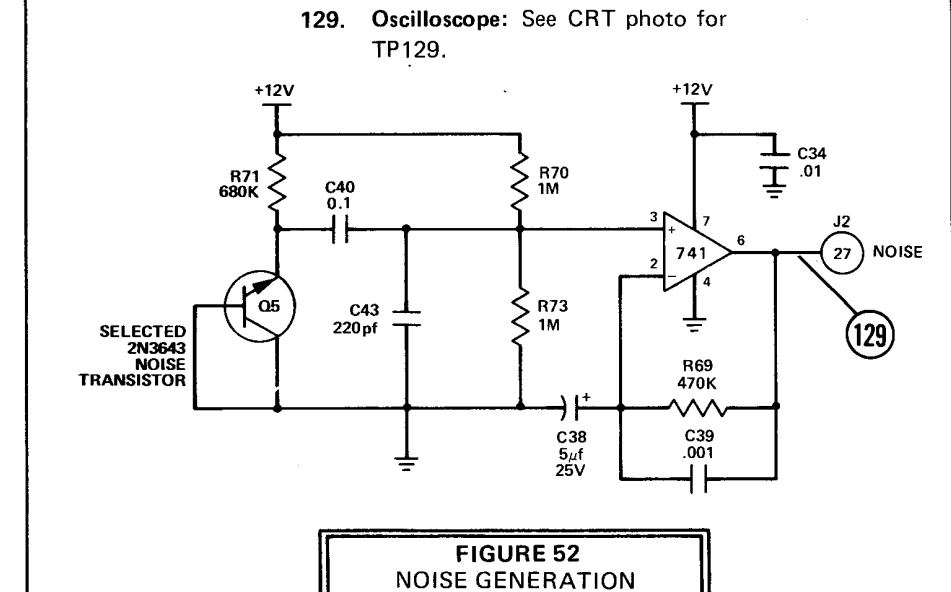 129. Oscilloscope: See CRT photo for
TP129.
+12V
+12V
R71
680K
C40
0.1
R70
1M
C34
.01
3
+
7
741
6
2
−
4
J2
27
NOISE
Q5
C43
220pf
R73
1M
129
SELECTED
2N3643
NOISE
TRANSISTOR
R69
470K
+
C38
5µf
25V
C39
.001
FIGURE 52
NOISE GENERATION